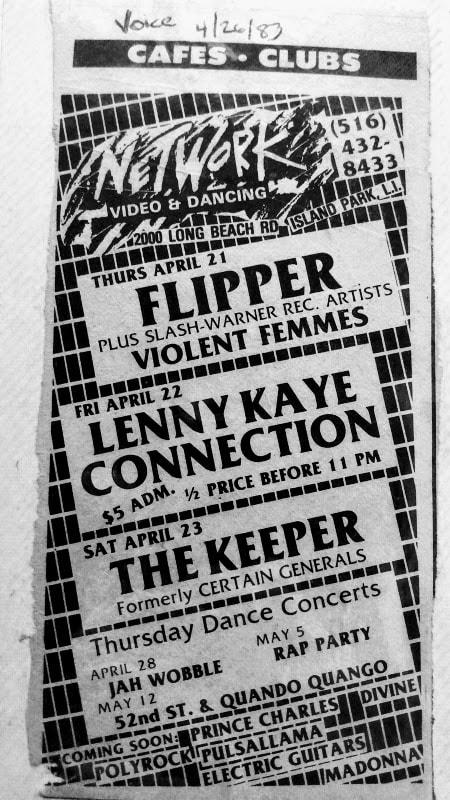 Voice 4/26/83
CAFES • CLUBS
NETWORK
VIDEO & DANCING
(516)
432-
8433
2000 LONG BEACH RD. ISLAND PARK, L.I.
THURS APRIL 21
FLIPPER
PLUS SLASH-WARNER REC. ARTISTS
VIOLENT FEMMES
FRI APRIL 22
LENNY KAYE
CONNECTION
$5 ADM. ½ PRICE BEFORE 11 PM
SAT APRIL 23
THE KEEPER
Formerly CERTAIN GENERALS
Thursday Dance Concerts
APRIL 28
JAH WOBBLE
MAY 5
RAP PARTY
MAY 12
52nd ST. & QUANDO QUANGO
COMING SOON: PRINCE CHARLES DIVINE
POLYROCK PULSALLAMA
ELECTRIC GUITARS MADONNA